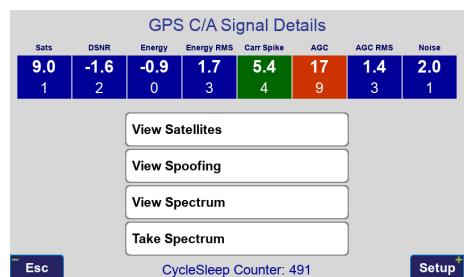 GPS C/A Signal Details
Sats DSNR Energy Energy RMS Carr Spike AGC AGC RMS Noise
9.0 -1.6 -0.9 1.7 5.4 17 1.4 2.0
1 2 0 3 4 9 3 1
View Satellites
View Spoofing
View Spectrum
Take Spectrum
- Esc CycleSleep Counter: 491 Setup +